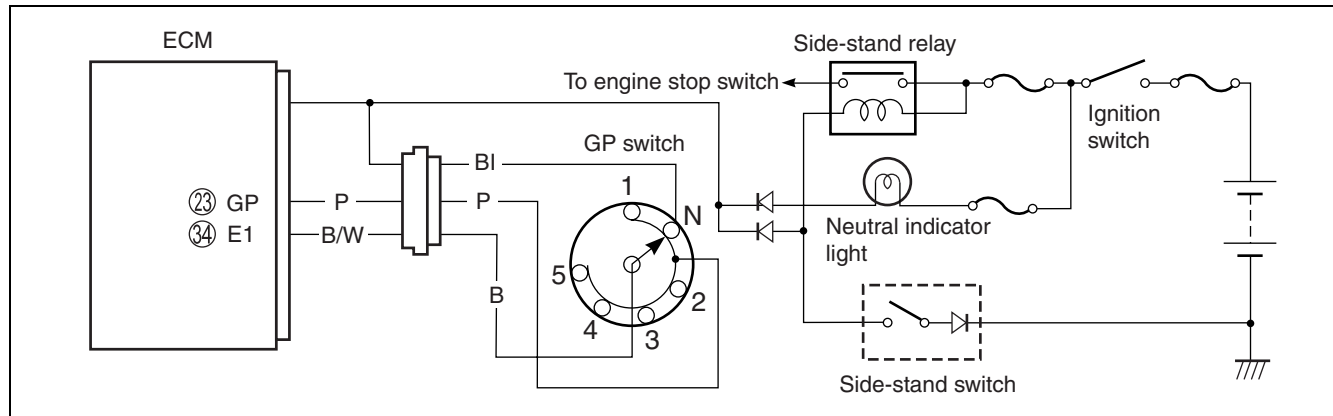 ECM
Side-stand relay
To engine stop switch
Ignition
switch
GP switch
Bl
23 GP
P
P
34 E1
B/W
B
1
N
2
3
4
5
Neutral indicator
light
Side-stand switch